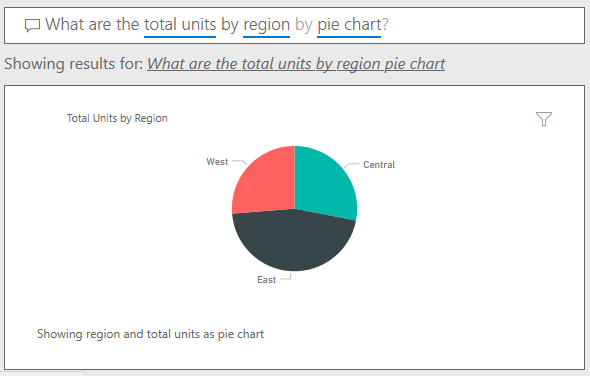 What are the total units by region by pie chart?
Showing results for: What are the total units by region pie chart
Total Units by Region
West
Central
East
Showing region and total units as pie chart